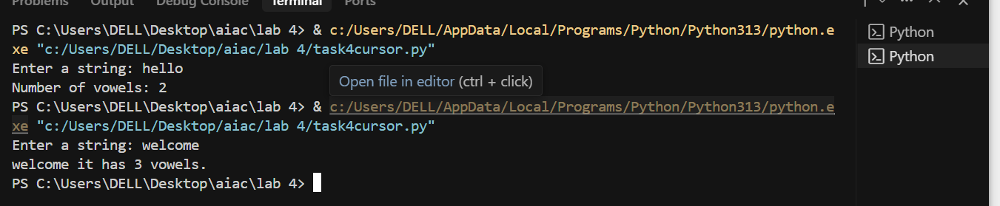 Problems Output Debug Console Terminal Ports
PS C:\Users\DELL\Desktop\aiac\lab 4> & c:/Users/DELL/AppData/Local/Programs/Python/Python313/python.e
xe "c:/Users/DELL/Desktop/aiac/lab 4/task4cursor.py"
Enter a string: hello
Number of vowels: 2
Open file in editor (ctrl + click)
PS C:\Users\DELL\Desktop\aiac\lab 4> & c:/Users/DELL/AppData/Local/Programs/Python/Python313/python.e
xe "c:/Users/DELL/Desktop/aiac/lab 4/task4cursor.py"
Enter a string: welcome
welcome it has 3 vowels.
PS C:\Users\DELL\Desktop\aiac\lab 4>
Python
Python